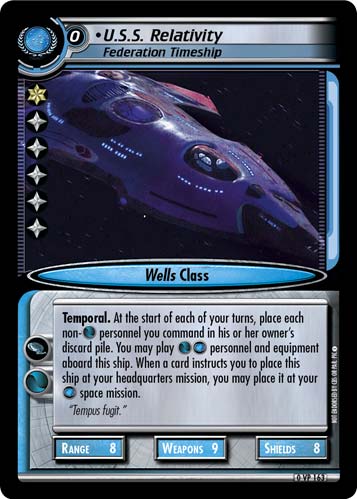 0
•U.S.S. Relativity
Federation Timeship
Wells Class
Temporal. At the start of each of your turns, place each
non- personnel you command in his or her owner's
discard pile. You may play personnel and equipment
aboard this ship. When a card instructs you to place this
ship at your headquarters mission, you may place it at your
space mission.
"Tempus fugit."
RANGE 8
WEAPONS 9
SHIELDS 8
0 VP 163